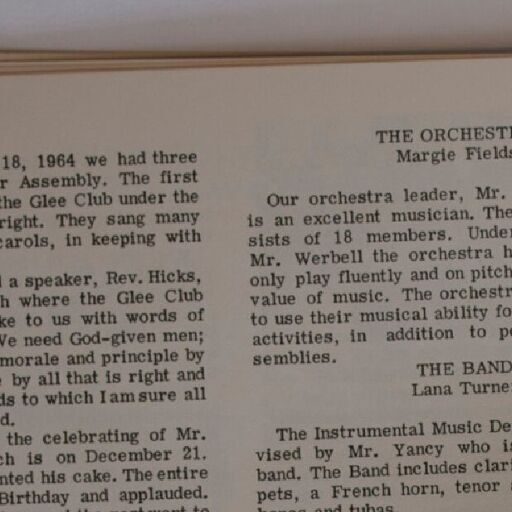 18, 1964 we had three
Assembly. The first
the Glee Club under the
right. They sang many
carols, in keeping with
a speaker, Rev. Hicks,
where the Glee Club
to us with words of
We need God-given men;
morale and principle by
by all that is right and
to which I am sure all
the celebrating of Mr.
is on December 21.
his cake. The entire
Birthday and applauded.
THE ORCHESTR
Margie Fields
Our orchestra leader, Mr.
is an excellent musician. The
sists of 18 members. Under
Mr. Werbell the orchestra h
only play fluently and on pitch
value of music. The orchestr
to use their musical ability fo
activities, in addition to pe
semblies.
THE BAND
Lana Turne
The Instrumental Music De
vised by Mr. Yancy who is
band. The Band includes clari
pets, a French horn, tenor
and tubas